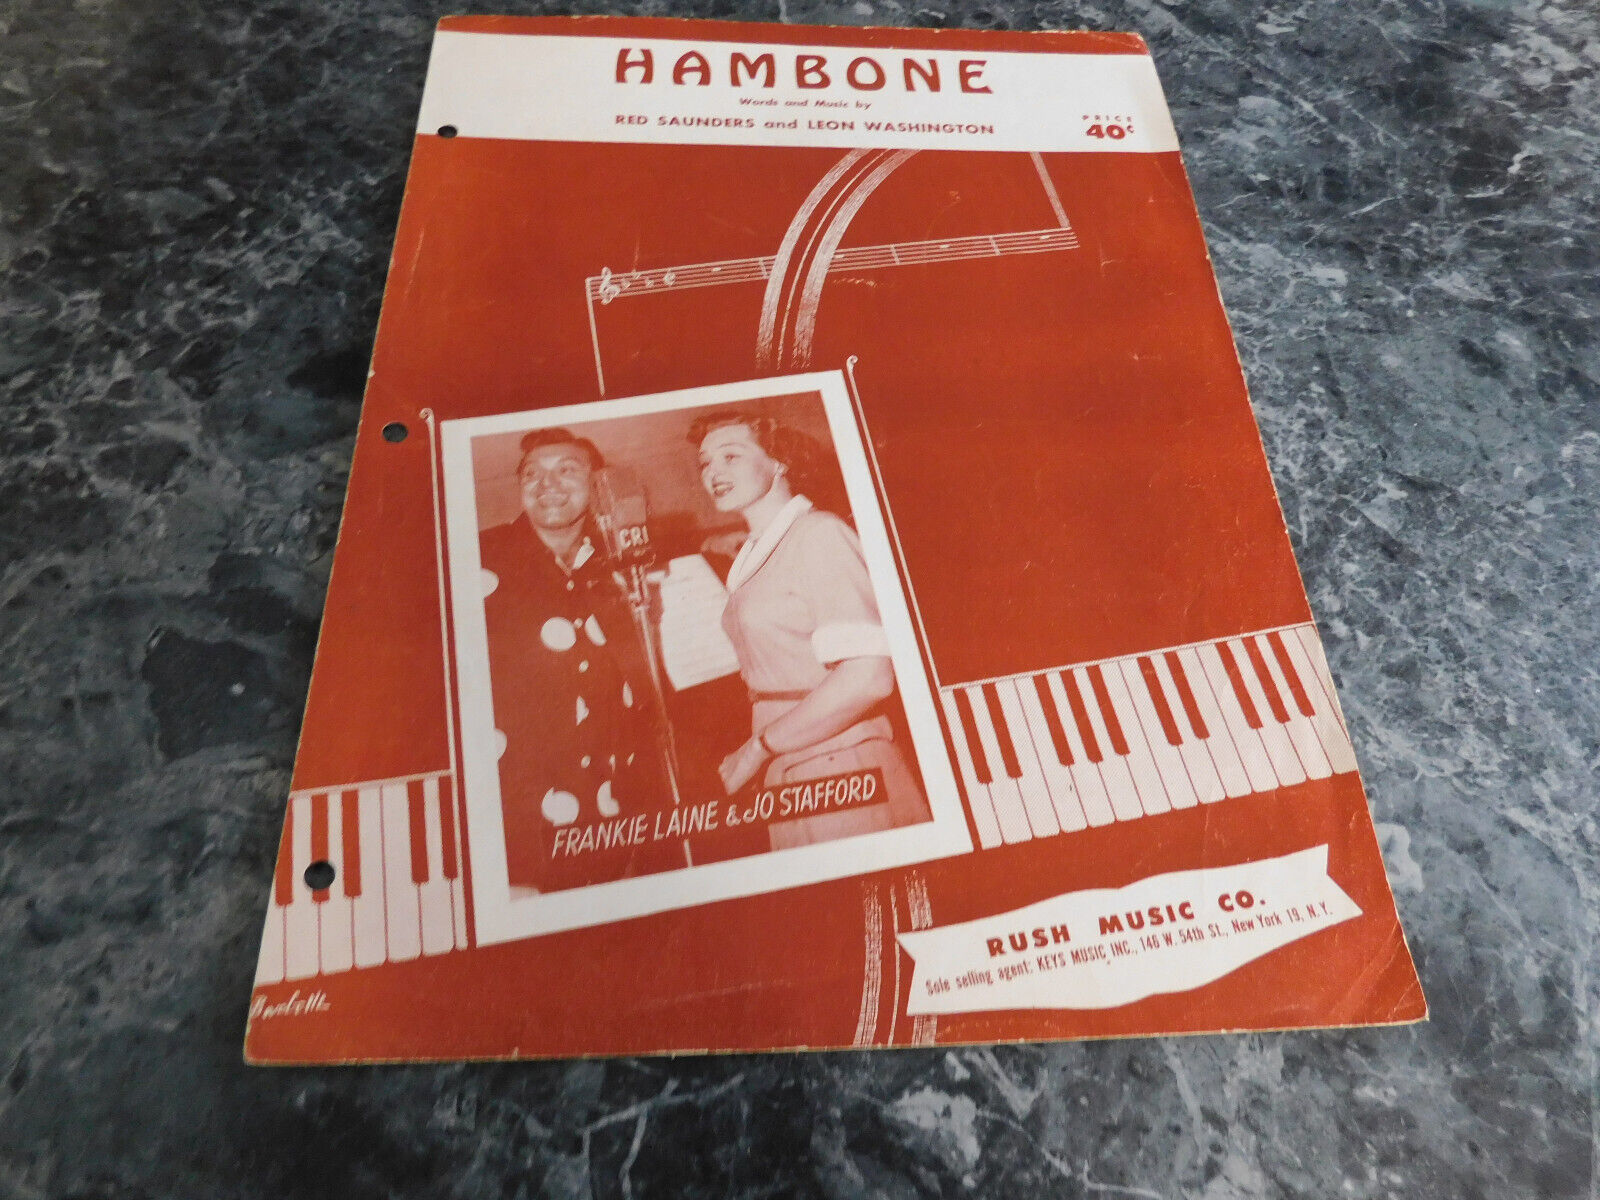 HAMBONE
Words and Music by
RED SAUNDERS and LEON WASHINGTON
PRICE
40¢
CRI
FRANKIE LAINE & JO STAFFORD
RUSH MUSIC CO.
Sole selling agent: KEYS MUSIC, INC., 146 W. 54th St., New York 19, N.Y.